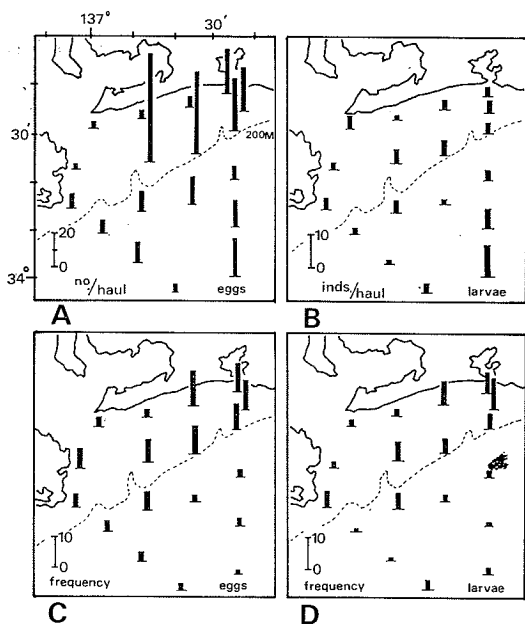 137° 30'
30'
200M
20
0
34°
no/haul eggs
A
10
0
inds/haul larvae
B
10
0
frequency eggs
C
10
0
frequency larvae
D